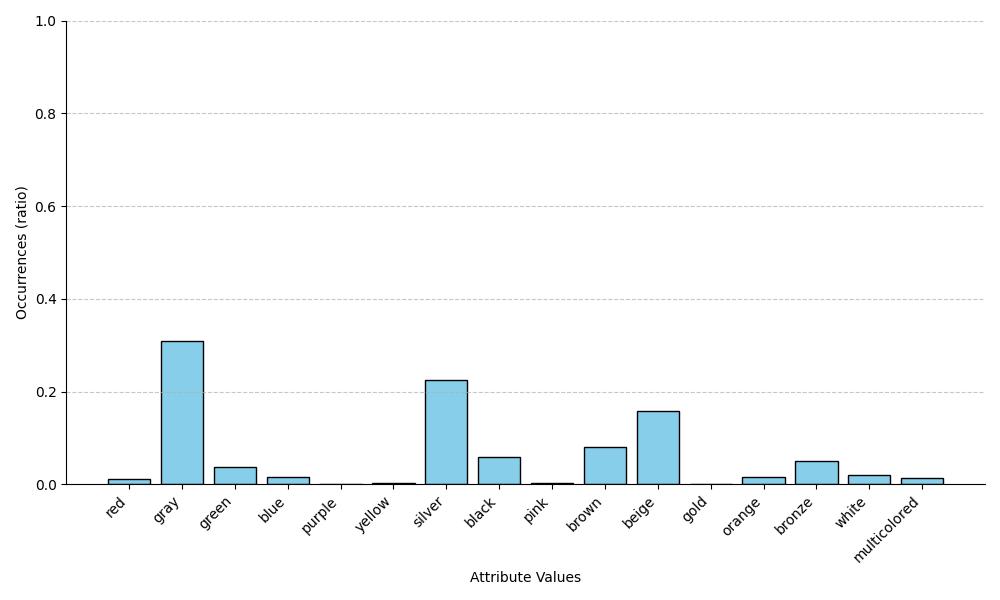 1.0
0.8
0.6
0.4
0.2
0.0
Occurrences (ratio)
red
gray
green
blue
purple
yellow
silver
black
pink
brown
beige
gold
orange
bronze
white
multicolored
Attribute Values